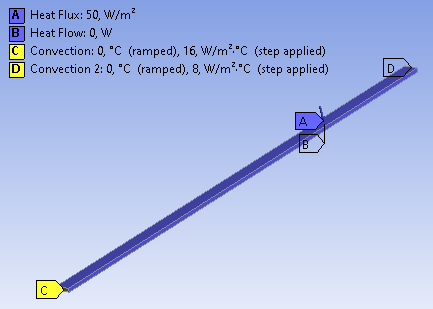 A Heat Flux: 50, W/m²
B Heat Flow: 0, W
C Convection: 0, °C (ramped), 16, W/m²·°C (step applied)
D Convection 2: 0, °C (ramped), 8, W/m²·°C (step applied)
D
A
B
C